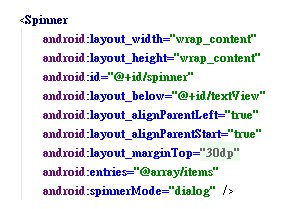 <Spinner
android:layout_width="wrap_content"
android:layout_height="wrap_content"
android:id="@+id/spinner"
android:layout_below="@+id/textView"
android:layout_alignParentLeft="true"
android:layout_alignParentStart="true"
android:layout_marginTop="30dp"
android:entries="@array/items"
android:spinnerMode="dialog" />